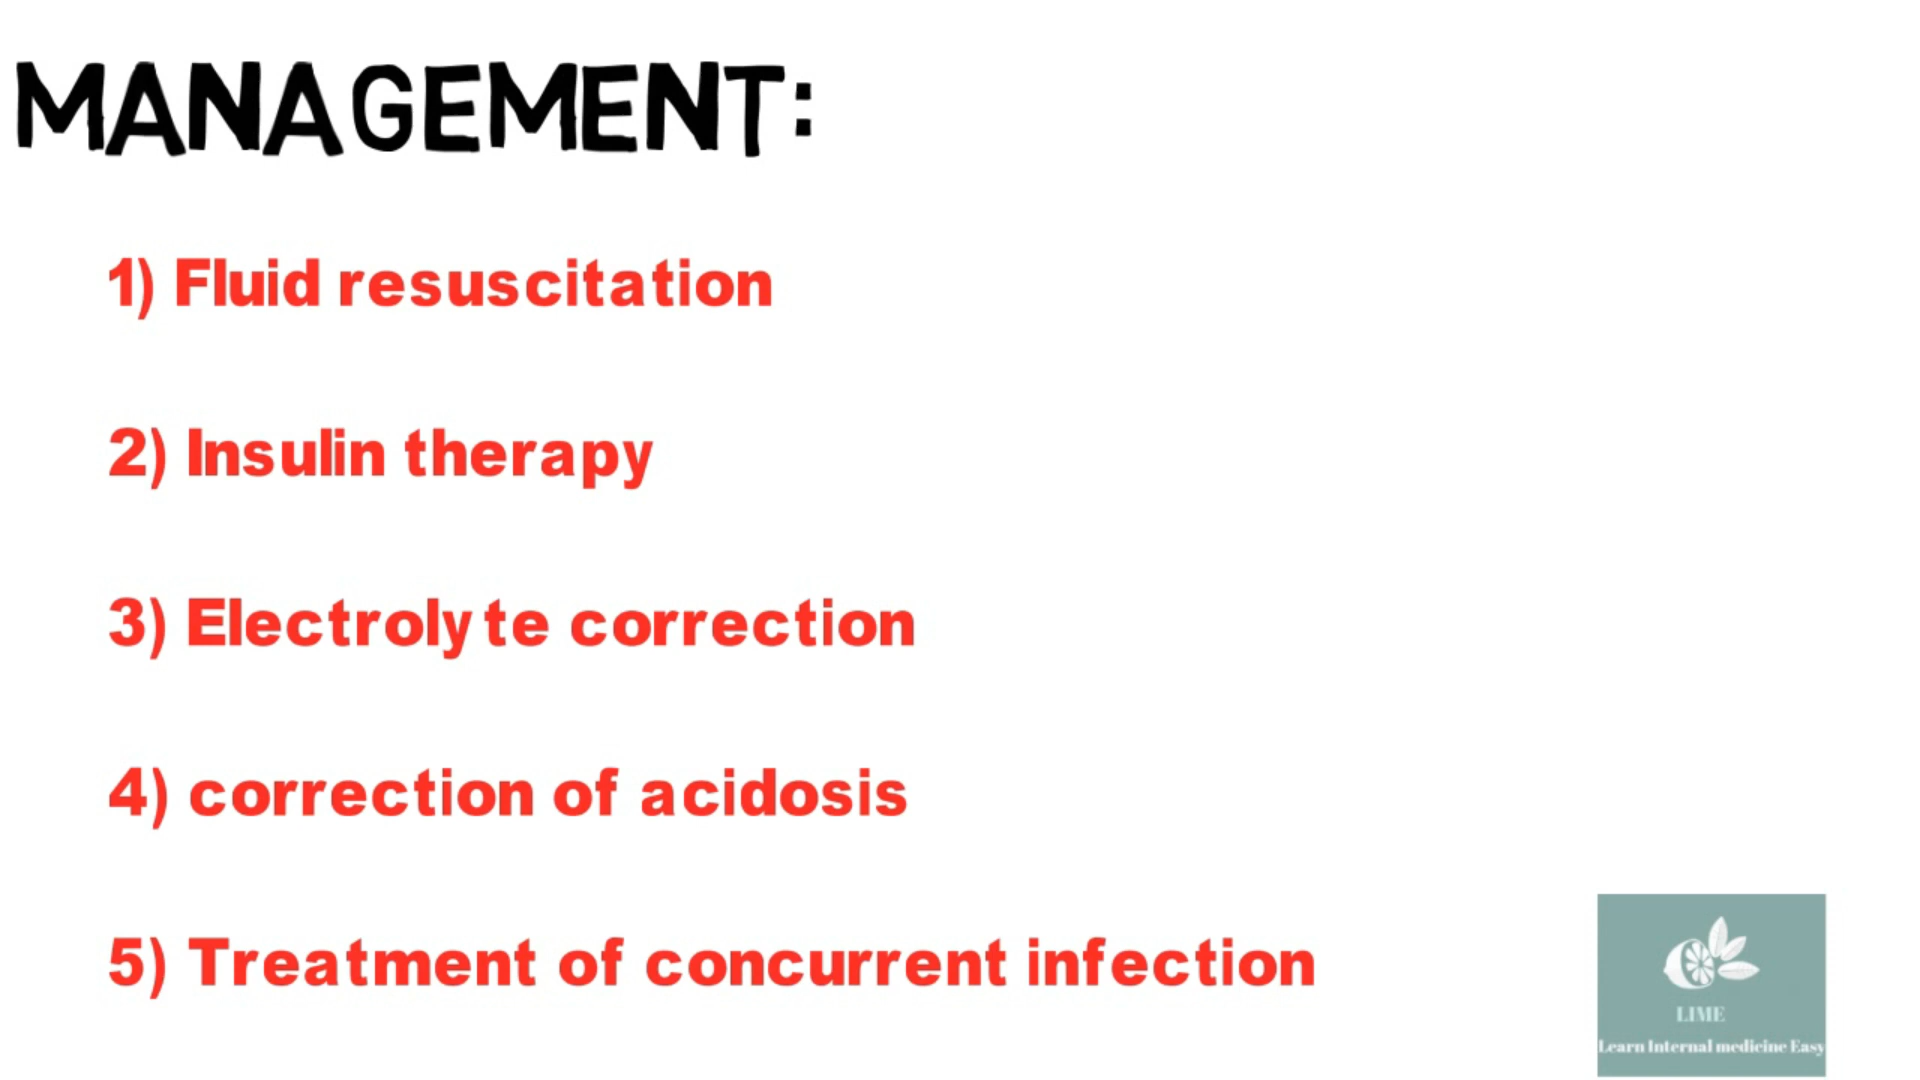 MANAGEMENT:
1) Fluid resuscitation
2) Insulin therapy
3) Electrolyte correction
4) correction of acidosis
5) Treatment of concurrent infection
LIME
Learn Internal medicine Easy